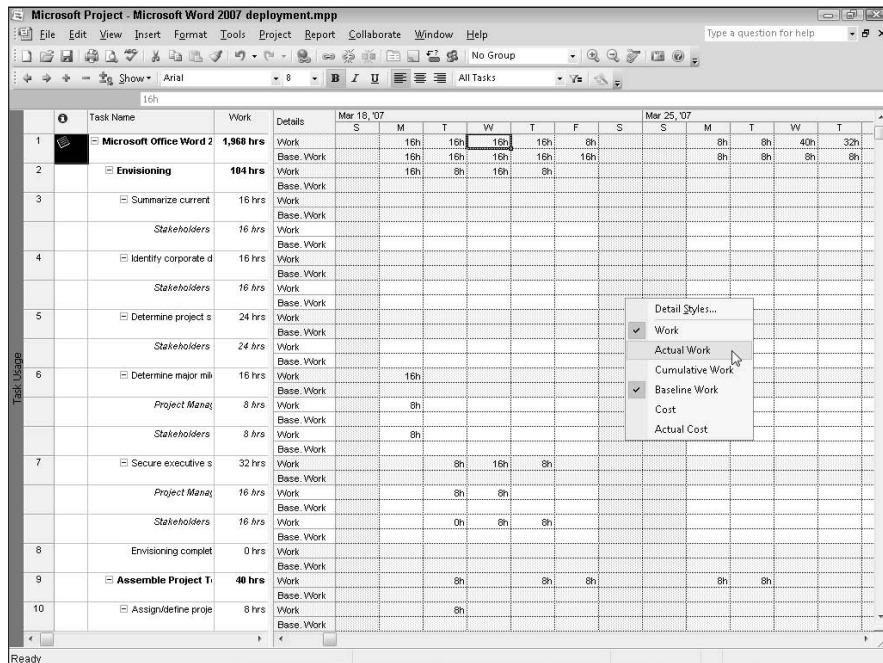 Microsoft Project - Microsoft Word 2007 deployment.mpp
File Edit View Insert Format Tools Project Report Collaborate Window Help Type a question for help
Show Arial 8 B I U All Tasks No Group
16h
Task Name Work Details Mar 18, '07 Mar 25, '07
S M T W T F S S M T W T
1 Microsoft Office Word 2 1,968 hrs Work 16h 16h 16h 16h 8h 8h 8h 40h 32h
Base. Work 16h 16h 16h 16h 16h 8h 8h 8h 8h
2 Envisioning 104 hrs Work 16h 8h 16h 8h
Base. Work
3 Summarize current 16 hrs Work
Base. Work
Stakeholders 16 hrs Work
Base. Work
4 Identify corporate d 16 hrs Work
Base. Work
Stakeholders 16 hrs Work
Base. Work
5 Determine project s 24 hrs Work
Base. Work
Stakeholders 24 hrs Work
Base. Work
6 Determine major mil 16 hrs Work 16h
Base. Work
Project Manag 8 hrs Work 8h
Base. Work
Stakeholders 8 hrs Work 8h
Base. Work
7 Secure executive s 32 hrs Work 8h 16h 8h
Base. Work
Project Manag 16 hrs Work 8h 8h
Base. Work
Stakeholders 16 hrs Work 0h 8h 8h
Base. Work
8 Envisioning complet 0 hrs Work
Base. Work
9 Assemble Project T 40 hrs Work 8h 8h 8h 8h 8h
Base. Work
10 Assign/define proje 8 hrs Work 8h
Base. Work
Detail Styles...
Work
Actual Work
Cumulative Work
Baseline Work
Cost
Actual Cost
Task Usage
Ready